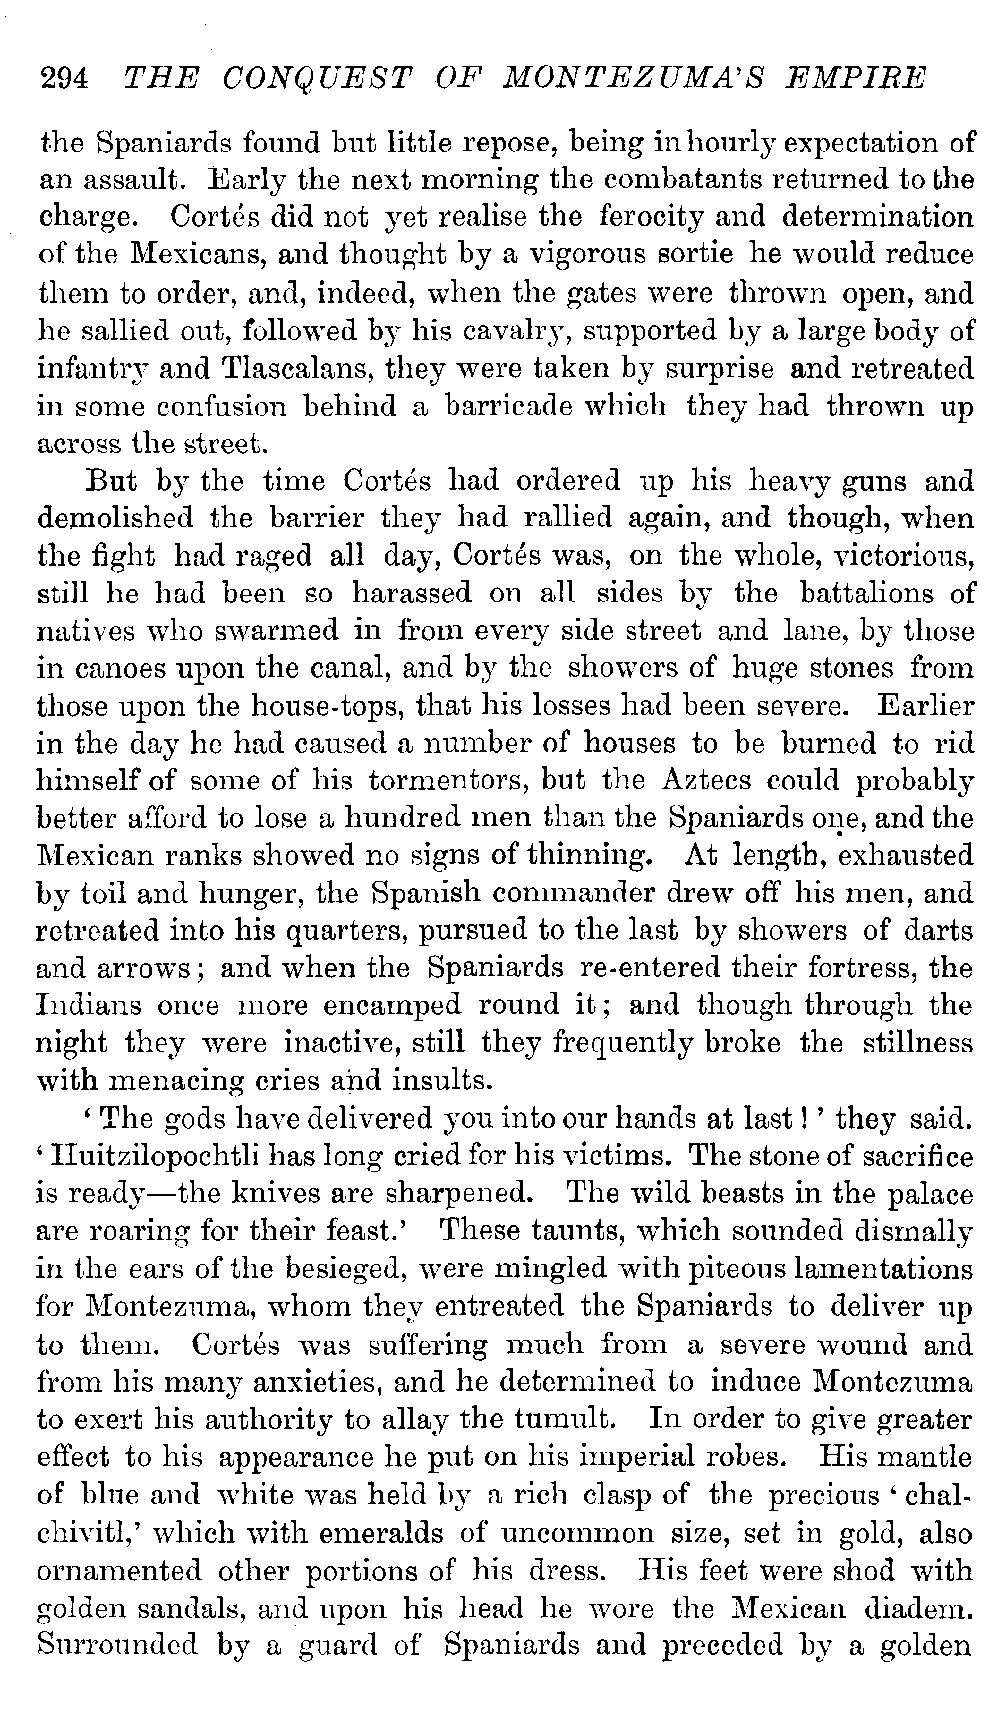 294 THE CONQUEST OF MONTEZUMA'S EMPIRE
the Spaniards found but little repose, being in hourly expectation of
an assault. Early the next morning the combatants returned to the
charge. Cortés did not yet realise the ferocity and determination
of the Mexicans, and thought by a vigorous sortie he would reduce
them to order, and, indeed, when the gates were thrown open, and
he sallied out, followed by his cavalry, supported by a large body of
infantry and Tlascalans, they were taken by surprise and retreated
in some confusion behind a barricade which they had thrown up
across the street.
But by the time Cortés had ordered up his heavy guns and
demolished the barrier they had rallied again, and though, when
the fight had raged all day, Cortés was, on the whole, victorious,
still he had been so harassed on all sides by the battalions of
natives who swarmed in from every side street and lane, by those
in canoes upon the canal, and by the showers of huge stones from
those upon the house-tops, that his losses had been severe. Earlier
in the day he had caused a number of houses to be burned to rid
himself of some of his tormentors, but the Aztecs could probably
better afford to lose a hundred men than the Spaniards one, and the
Mexican ranks showed no signs of thinning. At length, exhausted
by toil and hunger, the Spanish commander drew off his men, and
retreated into his quarters, pursued to the last by showers of darts
and arrows; and when the Spaniards re-entered their fortress, the
Indians once more encamped round it; and though through the
night they were inactive, still they frequently broke the stillness
with menacing cries and insults.
'The gods have delivered you into our hands at last!' they said.
'Huitzilopochtli has long cried for his victims. The stone of sacrifice
is ready—the knives are sharpened. The wild beasts in the palace
are roaring for their feast.' These taunts, which sounded dismally
in the ears of the besieged, were mingled with piteous lamentations
for Montezuma, whom they entreated the Spaniards to deliver up
to them. Cortés was suffering much from a severe wound and
from his many anxieties, and he determined to induce Montezuma
to exert his authority to allay the tumult. In order to give greater
effect to his appearance he put on his imperial robes. His mantle
of blue and white was held by a rich clasp of the precious 'chal-
chivitl,' which with emeralds of uncommon size, set in gold, also
ornamented other portions of his dress. His feet were shod with
golden sandals, and upon his head he wore the Mexican diadem.
Surrounded by a guard of Spaniards and preceded by a golden